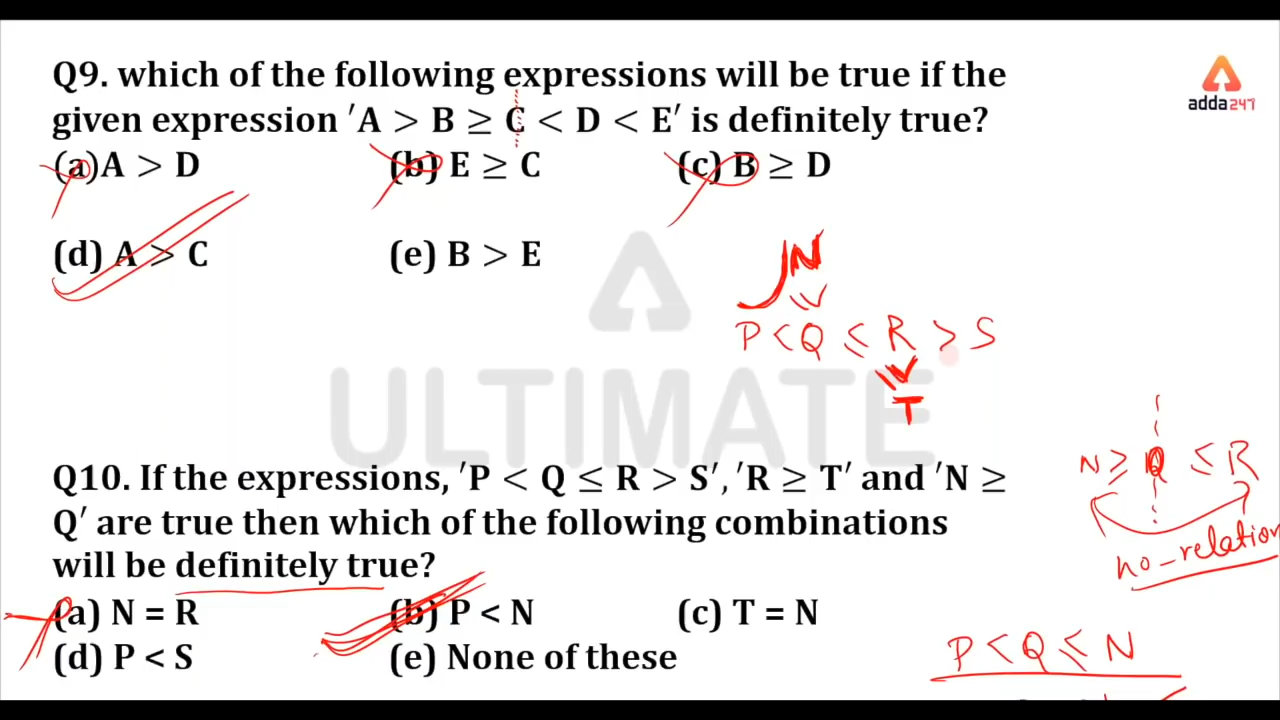 Q9. which of the following expressions will be true if the
given expression ′A > B ≥ C < D < E′ is definitely true?
(a)A > D (b) E ≥ C (c) B ≥ D
(d) A > C (e) B > E
adda247
N
P < Q ≤ R > S
T
ULTIMATE
N ≥ Q ≤ R
no-relation
Q10. If the expressions, ′P < Q ≤ R > S′, ′R ≥ T′ and ′N ≥
Q′ are true then which of the following combinations
will be definitely true?
(a) N = R (b) P < N (c) T = N
(d) P < S (e) None of these
P < Q ≤ N